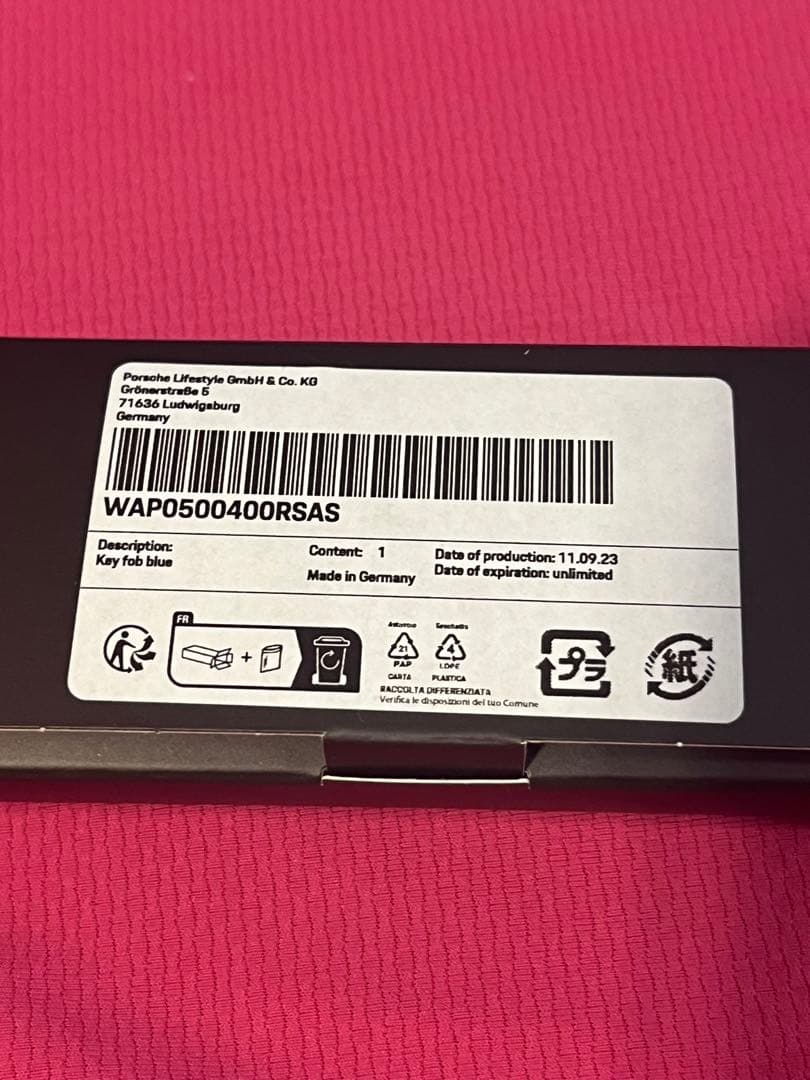 Porsche Lifestyle GmbH & Co. KG
Grönerstraße 5
71636 Ludwigsburg
Germany
WAP0500400RSAS
Description:
Key fob blue
Content: 1
Made in Germany
Date of production: 11.09.23
Date of expiration: unlimited
FR
Astuccio
21
PAP
CARTA
Sacchetto
4
LDPE
PLASTICA
RACCOLTA DIFFERENZIATA
Verifica le disposizioni del tuo Comune
プラ
紙